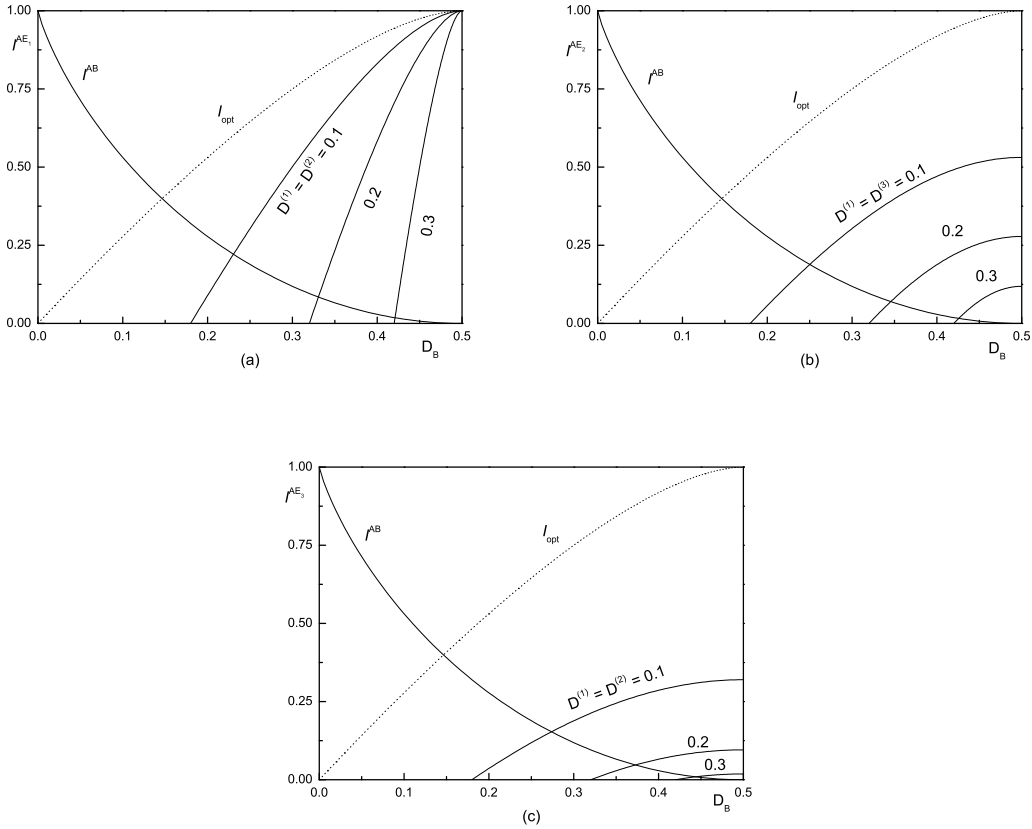 1.00
I^AE₁
0.75
0.50
0.25
0.00
I^AB
I_opt
D^(1) = D^(2) = 0.1
0.2
0.3
0.0 0.1 0.2 0.3 0.4 0.5
D_B
(a)
1.00
I^AE₂
0.75
0.50
0.25
0.00
I^AB
I_opt
D^(1) = D^(3) = 0.1
0.2
0.3
0.0 0.1 0.2 0.3 0.4 0.5
D_B
(b)
1.00
I^AE₃
0.75
0.50
0.25
0.00
I^AB
I_opt
D^(1) = D^(2) = 0.1
0.2
0.3
0.0 0.1 0.2 0.3 0.4 0.5
D_B
(c)